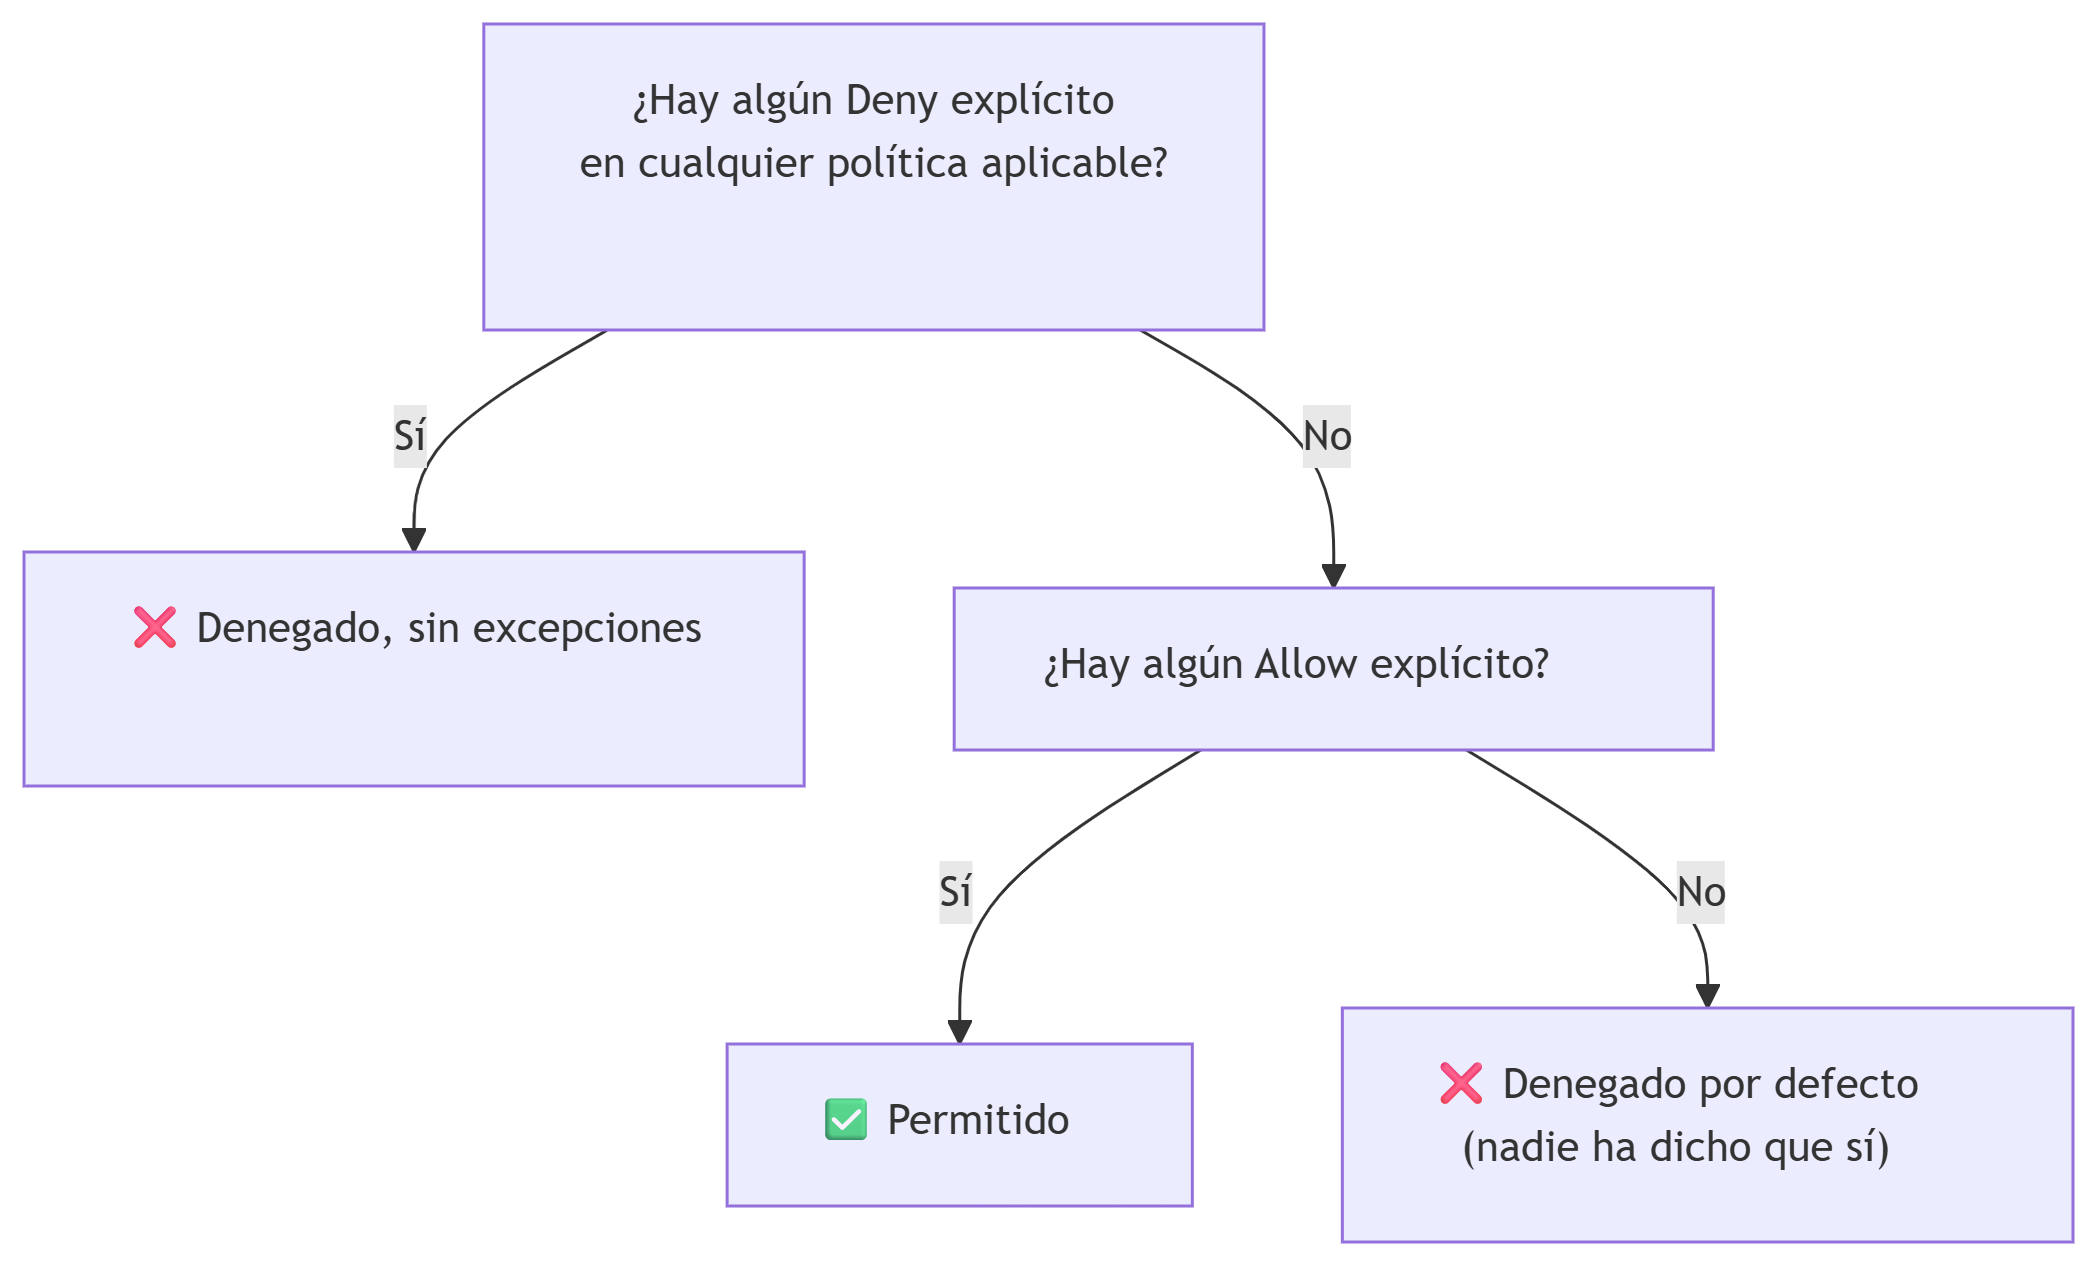 ¿Hay algún Deny explícito
en cualquier política aplicable?
Sí
No
❌ Denegado, sin excepciones
¿Hay algún Allow explícito?
Sí
No
✅ Permitido
❌ Denegado por defecto
(nadie ha dicho que sí)